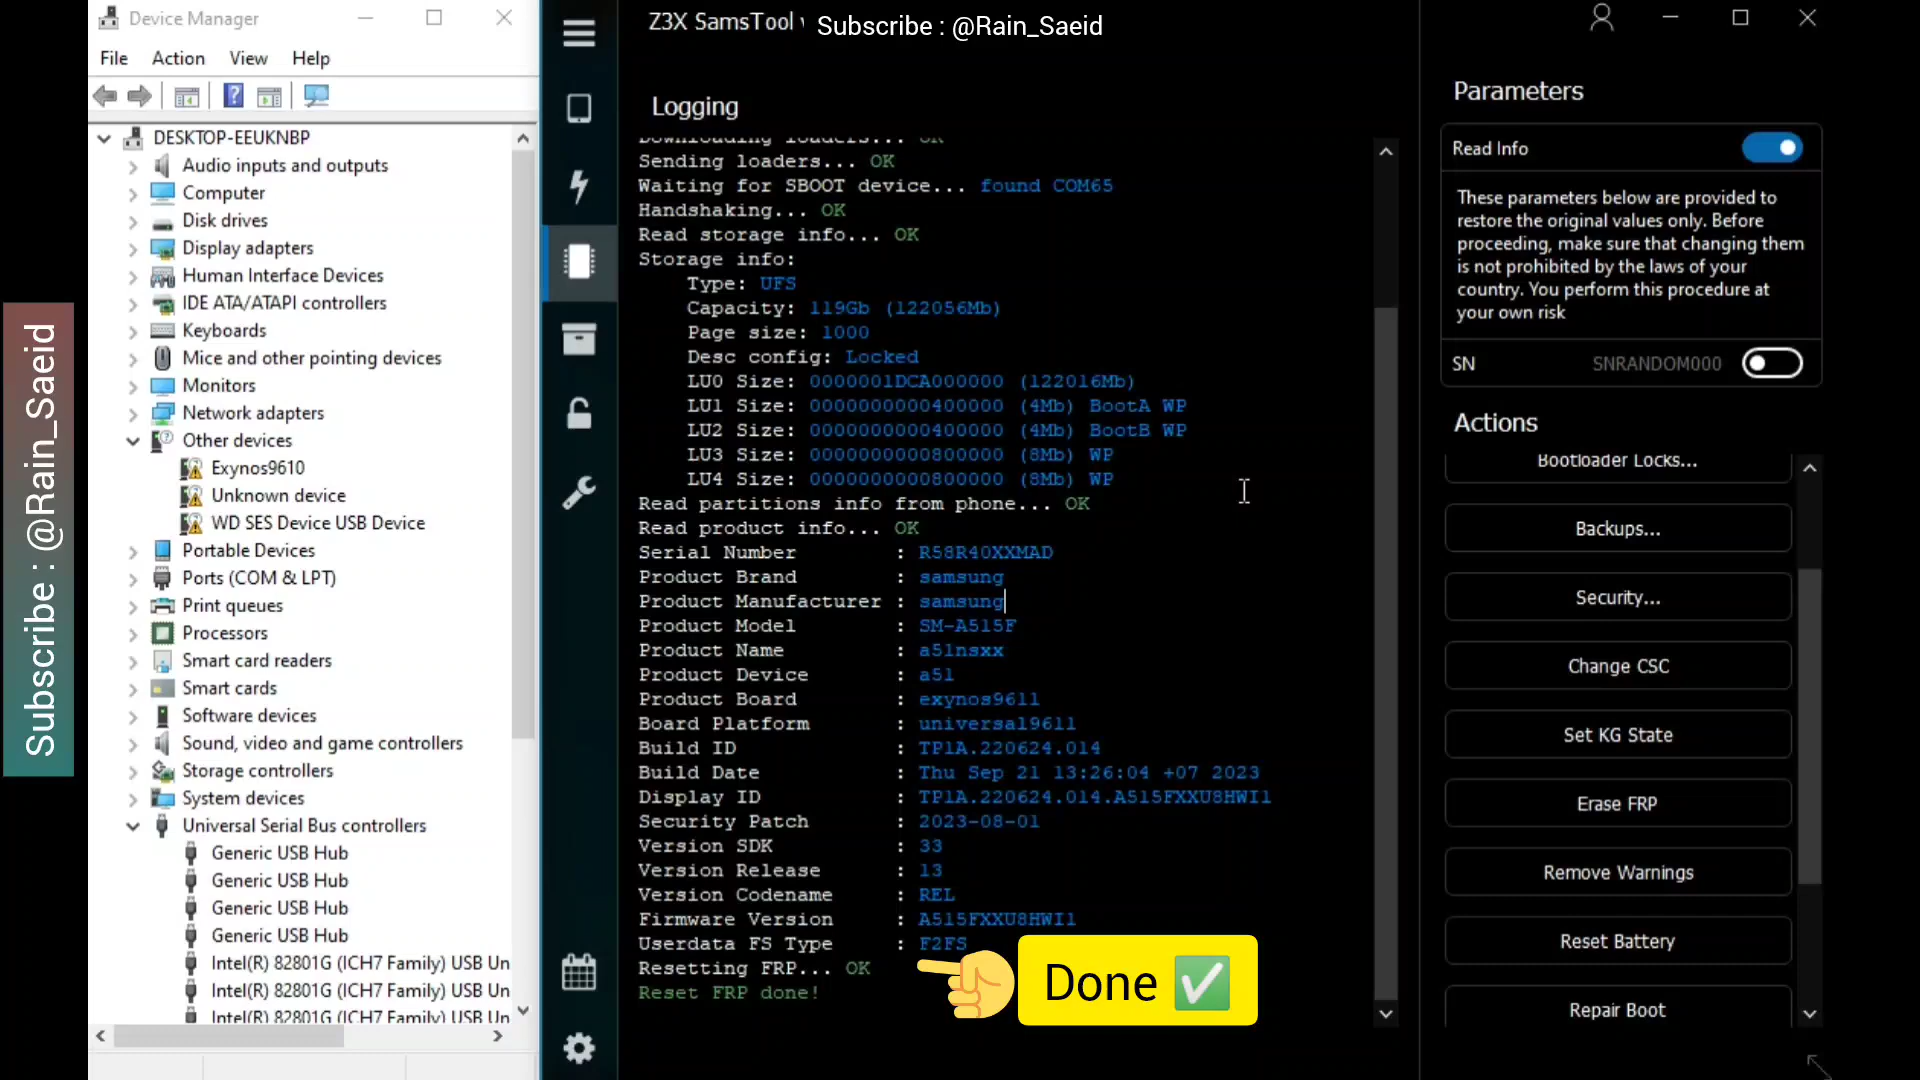 Subscribe : @Rain_Saeid
Device Manager
File Action View Help
DESKTOP-EEUKNBP
Audio inputs and outputs
Computer
Disk drives
Display adapters
Human Interface Devices
IDE ATA/ATAPI controllers
Keyboards
Mice and other pointing devices
Monitors
Network adapters
Other devices
Exynos9610
Unknown device
WD SES Device USB Device
Portable Devices
Ports (COM & LPT)
Print queues
Processors
Smart card readers
Smart cards
Software devices
Sound, video and game controllers
Storage controllers
System devices
Universal Serial Bus controllers
Generic USB Hub
Generic USB Hub
Generic USB Hub
Generic USB Hub
Intel(R) 82801G (ICH7 Family) USB Un
Intel(R) 82801G (ICH7 Family) USB Un
Intel(R) 82801G (ICH7 Family) USB Un
Z3X SamsTool
Subscribe : @Rain_Saeid
Logging
Downloading loaders... OK
Sending loaders... OK
Waiting for SBOOT device... found COM65
Handshaking... OK
Read storage info... OK
Storage info:
Type: UFS
Capacity: 119Gb (122056Mb)
Page size: 1000
Desc config: Locked
LU0 Size: 0000001DCA000000 (122016Mb)
LU1 Size: 0000000000400000 (4Mb) BootA WP
LU2 Size: 0000000000400000 (4Mb) BootB WP
LU3 Size: 0000000000800000 (8Mb) WP
LU4 Size: 0000000000800000 (8Mb) WP
Read partitions info from phone... OK
Read product info... OK
Serial Number : R58R40XXMAD
Product Brand : samsung
Product Manufacturer : samsung
Product Model : SM-A515F
Product Name : a51nsxx
Product Device : a51
Product Board : exynos9611
Board Platform : universal9611
Build ID : TP1A.220624.014
Build Date : Thu Sep 21 13:26:04 +07 2023
Display ID : TP1A.220624.014.A515FXXU8HWI1
Security Patch : 2023-08-01
Version SDK : 33
Version Release : 13
Version Codename : REL
Firmware Version : A515FXXU8HWI1
Userdata FS Type : F2FS
Resetting FRP... OK
Reset FRP done!
Done
Parameters
Read Info
These parameters below are provided to
restore the original values only. Before
proceeding, make sure that changing them
is not prohibited by the laws of your
country. You perform this procedure at
your own risk
SN SNRANDOM000
Actions
Bootloader Locks...
Backups...
Security...
Change CSC
Set KG State
Erase FRP
Remove Warnings
Reset Battery
Repair Boot